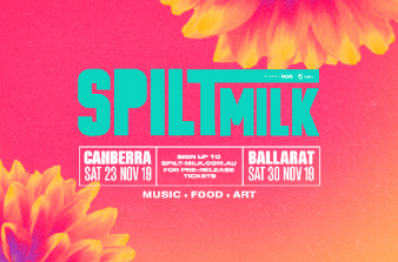 SPILT MILK
CANBERRA
SAT 23 NOV 19
SIGN UP TO
SPILT-MILK.COM.AU
FOR PRE-RELEASE
TICKETS
BALLARAT
SAT 30 NOV 19
MUSIC + FOOD + ART